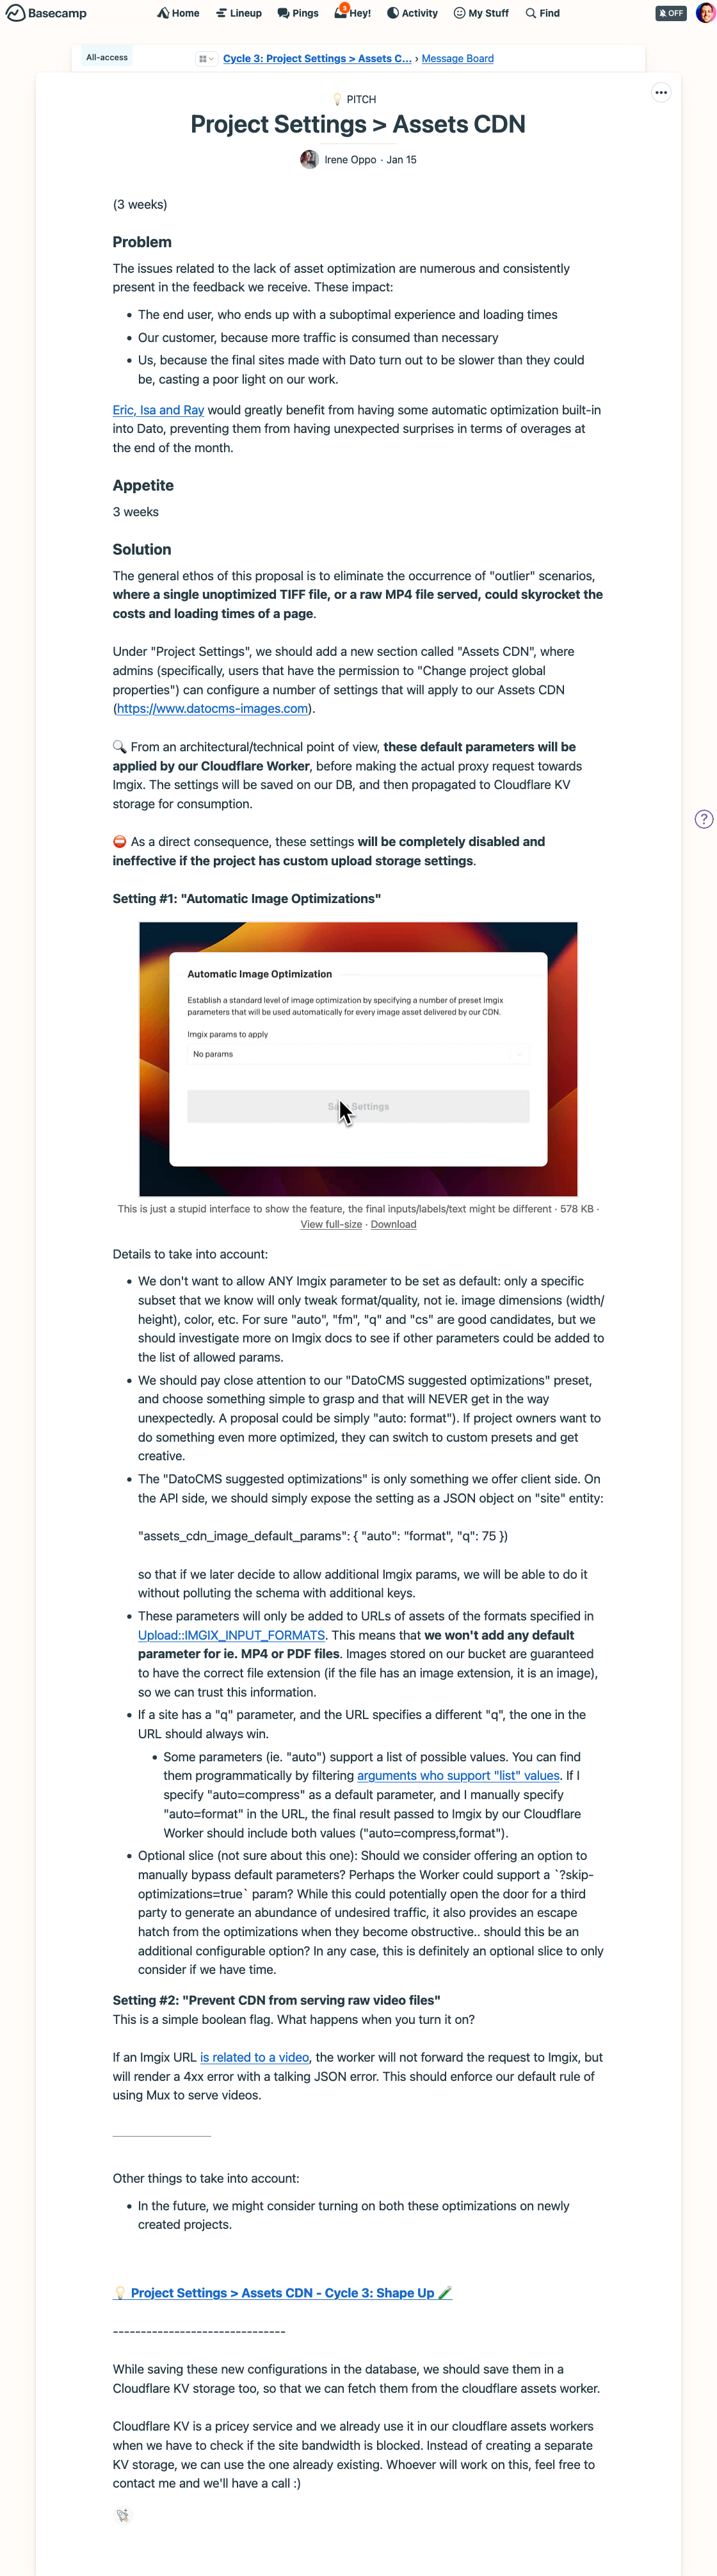 Basecamp
Home
Lineup
Pings
3
Hey!
Activity
My Stuff
Find
OFF
All-access
Cycle 3: Project Settings > Assets C... › Message Board
💡 PITCH
Project Settings > Assets CDN
Irene Oppo · Jan 15
(3 weeks)
Problem
The issues related to the lack of asset optimization are numerous and consistently
present in the feedback we receive. These impact:
• The end user, who ends up with a suboptimal experience and loading times
• Our customer, because more traffic is consumed than necessary
• Us, because the final sites made with Dato turn out to be slower than they could
be, casting a poor light on our work.
Eric, Isa and Ray would greatly benefit from having some automatic optimization built-in
into Dato, preventing them from having unexpected surprises in terms of overages at
the end of the month.
Appetite
3 weeks
Solution
The general ethos of this proposal is to eliminate the occurrence of "outlier" scenarios,
where a single unoptimized TIFF file, or a raw MP4 file served, could skyrocket the
costs and loading times of a page.
Under "Project Settings", we should add a new section called "Assets CDN", where
admins (specifically, users that have the permission to "Change project global
properties") can configure a number of settings that will apply to our Assets CDN
(https://www.datocms-images.com).
🔍 From an architectural/technical point of view, these default parameters will be
applied by our Cloudflare Worker, before making the actual proxy request towards
Imgix. The settings will be saved on our DB, and then propagated to Cloudflare KV
storage for consumption.
⛔ As a direct consequence, these settings will be completely disabled and
ineffective if the project has custom upload storage settings.
Setting #1: "Automatic Image Optimizations"
Automatic Image Optimization
Establish a standard level of image optimization by specifying a number of preset Imgix
parameters that will be used automatically for every image asset delivered by our CDN.
Imgix params to apply
No params
Settings
This is just a stupid interface to show the feature, the final inputs/labels/text might be different · 578 KB ·
View full-size · Download
Details to take into account:
• We don't want to allow ANY Imgix parameter to be set as default: only a specific
subset that we know will only tweak format/quality, not ie. image dimensions (width/
height), color, etc. For sure "auto", "fm", "q" and "cs" are good candidates, but we
should investigate more on Imgix docs to see if other parameters could be added to
the list of allowed params.
• We should pay close attention to our "DatoCMS suggested optimizations" preset,
and choose something simple to grasp and that will NEVER get in the way
unexpectedly. A proposal could be simply "auto: format"). If project owners want to
do something even more optimized, they can switch to custom presets and get
creative.
• The "DatoCMS suggested optimizations" is only something we offer client side. On
the API side, we should simply expose the setting as a JSON object on "site" entity:
"assets_cdn_image_default_params": { "auto": "format", "q": 75 })
so that if we later decide to allow additional Imgix params, we will be able to do it
without polluting the schema with additional keys.
• These parameters will only be added to URLs of assets of the formats specified in
Upload::IMGIX_INPUT_FORMATS. This means that we won't add any default
parameter for ie. MP4 or PDF files. Images stored on our bucket are guaranteed
to have the correct file extension (if the file has an image extension, it is an image),
so we can trust this information.
• If a site has a "q" parameter, and the URL specifies a different "q", the one in the
URL should always win.
• Some parameters (ie. "auto") support a list of possible values. You can find
them programmatically by filtering arguments who support "list" values. If I
specify "auto=compress" as a default parameter, and I manually specify
"auto=format" in the URL, the final result passed to Imgix by our Cloudflare
Worker should include both values ("auto=compress,format").
• Optional slice (not sure about this one): Should we consider offering an option to
manually bypass default parameters? Perhaps the Worker could support a `?skip-
optimizations=true` param? While this could potentially open the door for a third
party to generate an abundance of undesired traffic, it also provides an escape
hatch from the optimizations when they become obstructive.. should this be an
additional configurable option? In any case, this is definitely an optional slice to only
consider if we have time.
Setting #2: "Prevent CDN from serving raw video files"
This is a simple boolean flag. What happens when you turn it on?
If an Imgix URL is related to a video, the worker will not forward the request to Imgix, but
will render a 4xx error with a talking JSON error. This should enforce our default rule of
using Mux to serve videos.
Other things to take into account:
• In the future, we might consider turning on both these optimizations on newly
created projects.
💡 Project Settings > Assets CDN - Cycle 3: Shape Up 🧪
-------------------------------
While saving these new configurations in the database, we should save them in a
Cloudflare KV storage too, so that we can fetch them from the cloudflare assets worker.
Cloudflare KV is a pricey service and we already use it in our cloudflare assets workers
when we have to check if the site bandwidth is blocked. Instead of creating a separate
KV storage, we can use the one already existing. Whoever will work on this, feel free to
contact me and we'll have a call :)